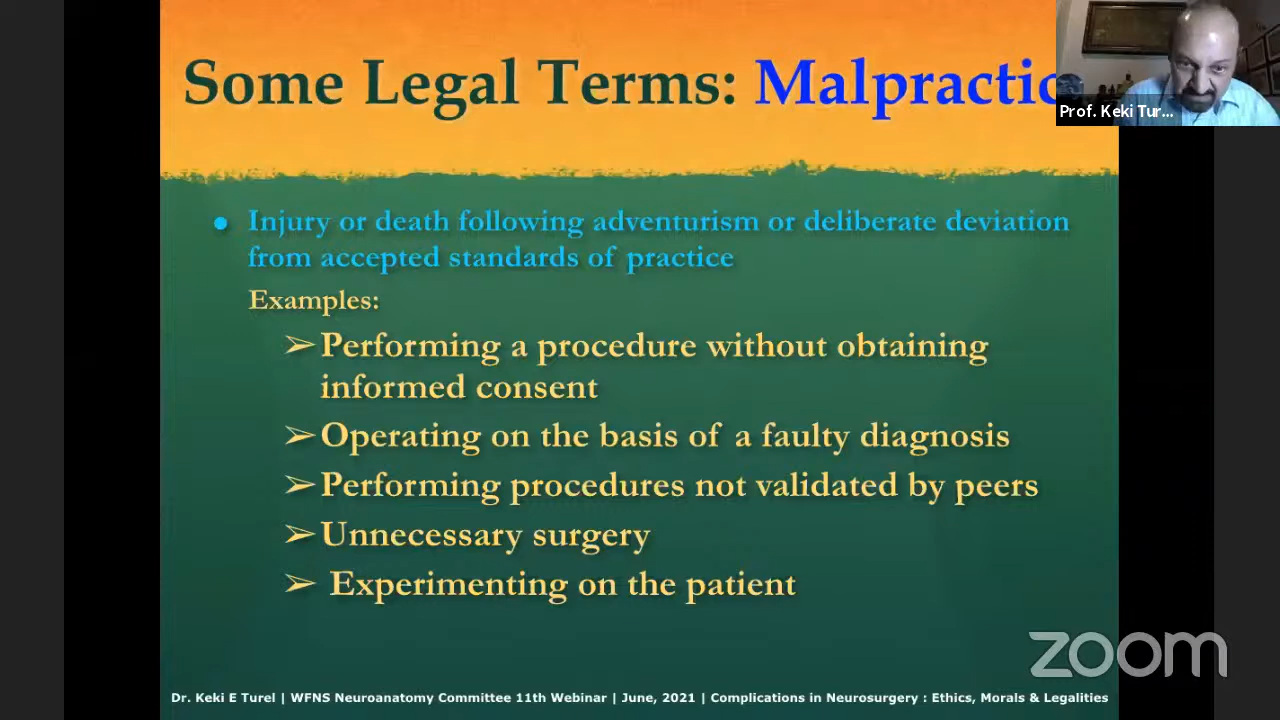 Some Legal Terms: Malpractic
Prof. Keki Tur...
• Injury or death following adventurism or deliberate deviation
from accepted standards of practice
Examples:
➢Performing a procedure without obtaining
informed consent
➢Operating on the basis of a faulty diagnosis
➢Performing procedures not validated by peers
➢Unnecessary surgery
➢ Experimenting on the patient
zoom
Dr. Keki E Turel | WFNS Neuroanatomy Committee 11th Webinar | June, 2021 | Complications in Neurosurgery : Ethics, Morals & Legalities